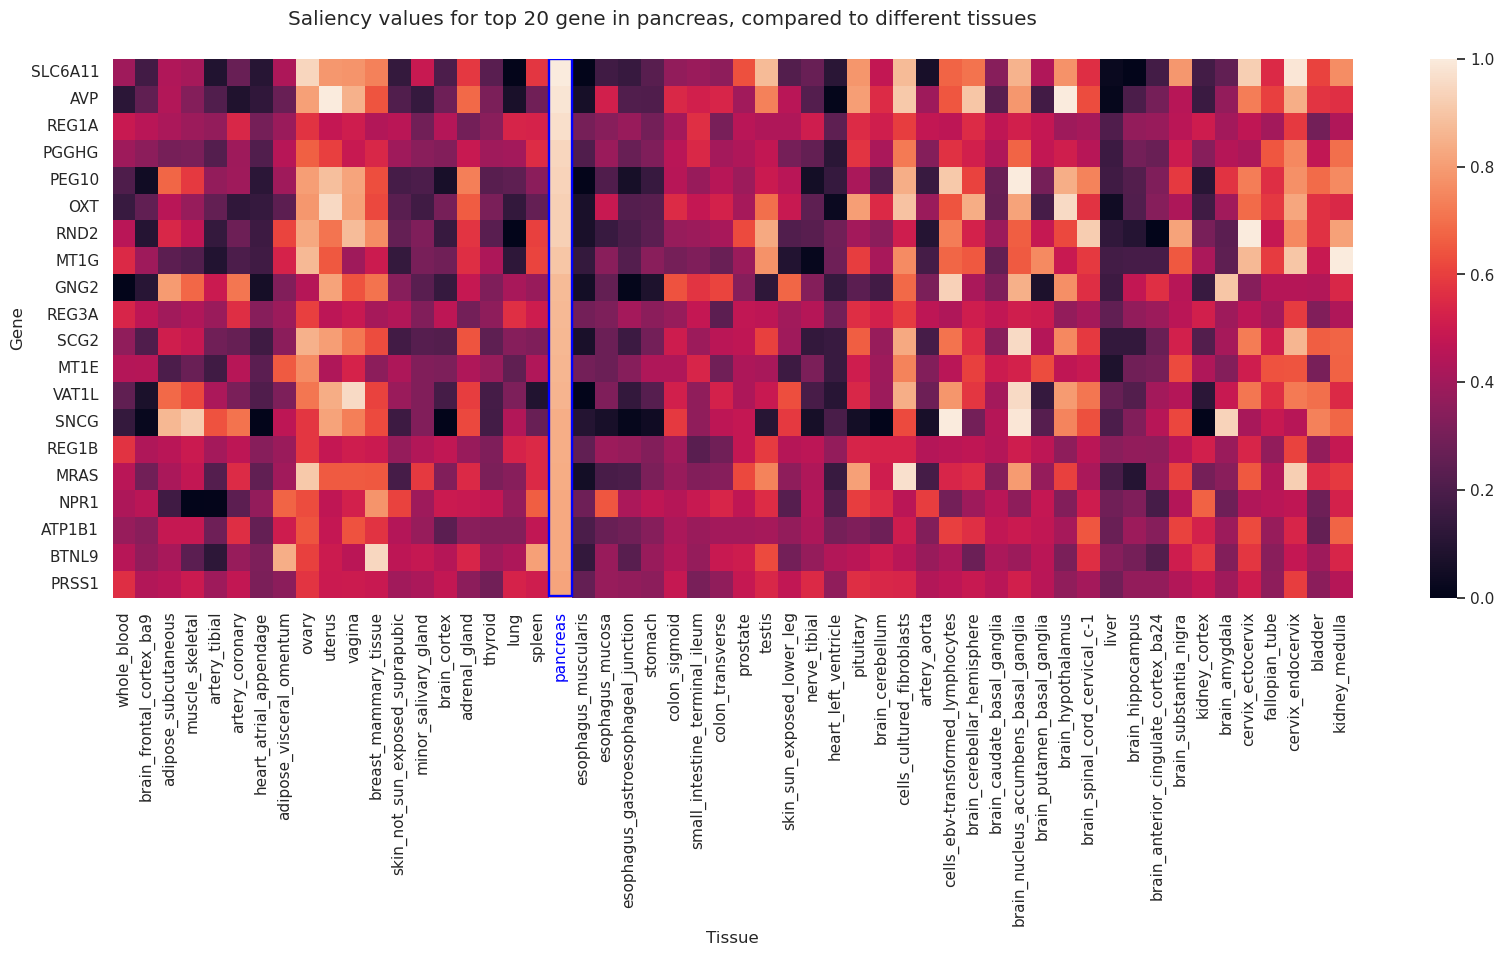 Saliency values for top 20 gene in pancreas, compared to different tissues
Gene
SLC6A11
AVP
REG1A
PGGHG
PEG10
OXT
RND2
MT1G
GNG2
REG3A
SCG2
MT1E
VAT1L
SNCG
REG1B
MRAS
NPR1
ATP1B1
BTNL9
PRSS1
1.0
0.8
0.6
0.4
0.2
0.0
whole_blood
brain_frontal_cortex_ba9
adipose_subcutaneous
muscle_skeletal
artery_tibial
artery_coronary
heart_atrial_appendage
adipose_visceral_omentum
ovary
uterus
vagina
breast_mammary_tissue
skin_not_sun_exposed_suprapubic
minor_salivary_gland
brain_cortex
adrenal_gland
thyroid
lung
spleen
pancreas
esophagus_muscularis
esophagus_mucosa
esophagus_gastroesophageal_junction
stomach
colon_sigmoid
small_intestine_terminal_ileum
colon_transverse
prostate
testis
skin_sun_exposed_lower_leg
nerve_tibial
heart_left_ventricle
pituitary
brain_cerebellum
cells_cultured_fibroblasts
artery_aorta
cells_ebv-transformed_lymphocytes
brain_cerebellar_hemisphere
brain_caudate_basal_ganglia
brain_nucleus_accumbens_basal_ganglia
brain_putamen_basal_ganglia
brain_hypothalamus
brain_spinal_cord_cervical_c-1
liver
brain_hippocampus
brain_anterior_cingulate_cortex_ba24
brain_substantia_nigra
kidney_cortex
brain_amygdala
cervix_ectocervix
fallopian_tube
cervix_endocervix
bladder
kidney_medulla
Tissue